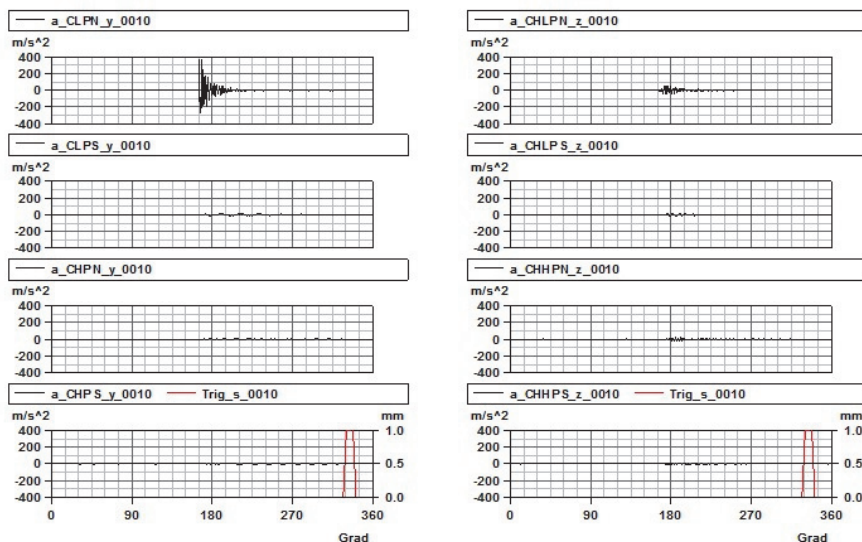 a_CLPN_y_0010
m/s^2
400
200
0
-200
-400
a_CLPS_y_0010
400
200
0
-200
-400
a_CHPN_y_0010
m/s^2
400
200
0
-200
-400
a_CHPS_y_0010 Trig_s_0010
m/s^2 mm
400 1.0
200
0 0.5
-200
-400 0.0
0 90 180 270 360
Grad
a_CHLPN_z_0010
m/s^2
400
200
0
-200
-400
a_CHLPS_z_0010
400
200
0
-200
-400
a_CHHPN_z_0010
m/s^2
400
200
0
-200
-400
a_CHHPS_z_0010 Trig_s_0010
m/s^2 mm
400 1.0
200
0 0.5
-200
-400 0.0
0 90 180 270 360
Grad